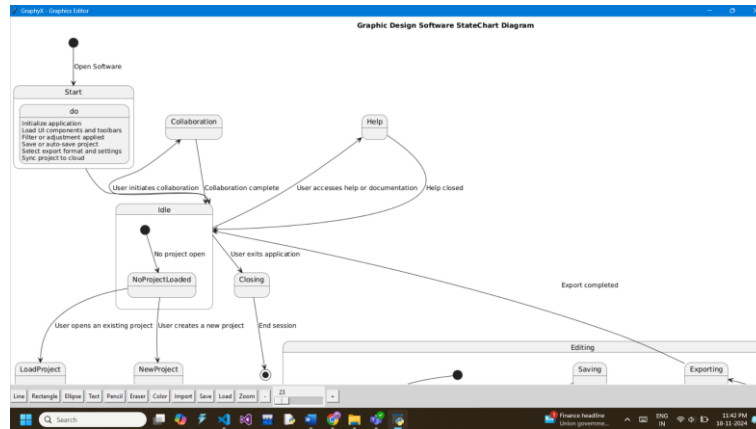 GraphyX - Graphics Editor
Graphic Design Software StateChart Diagram
Open Software
Start
do
Initialize application
Load UI components and toolbars
Filter or adjustment applied
Save or auto-save project
Select export format and settings
Sync project to cloud
Collaboration
Help
User initiates collaboration
Collaboration complete
User accesses help or documentation
Help closed
Idle
No project open
User exits application
NoProjectLoaded
Closing
Export completed
User opens an existing project
User creates a new project
End session
Editing
LoadProject
NewProject
Saving
Exporting
Line Rectangle Ellipse Text Pencil Eraser Color Import Save Load Zoom - 23 +
Search
Finance headline
Union governme...
ENG
IN
11:42 PM
18-11-2024